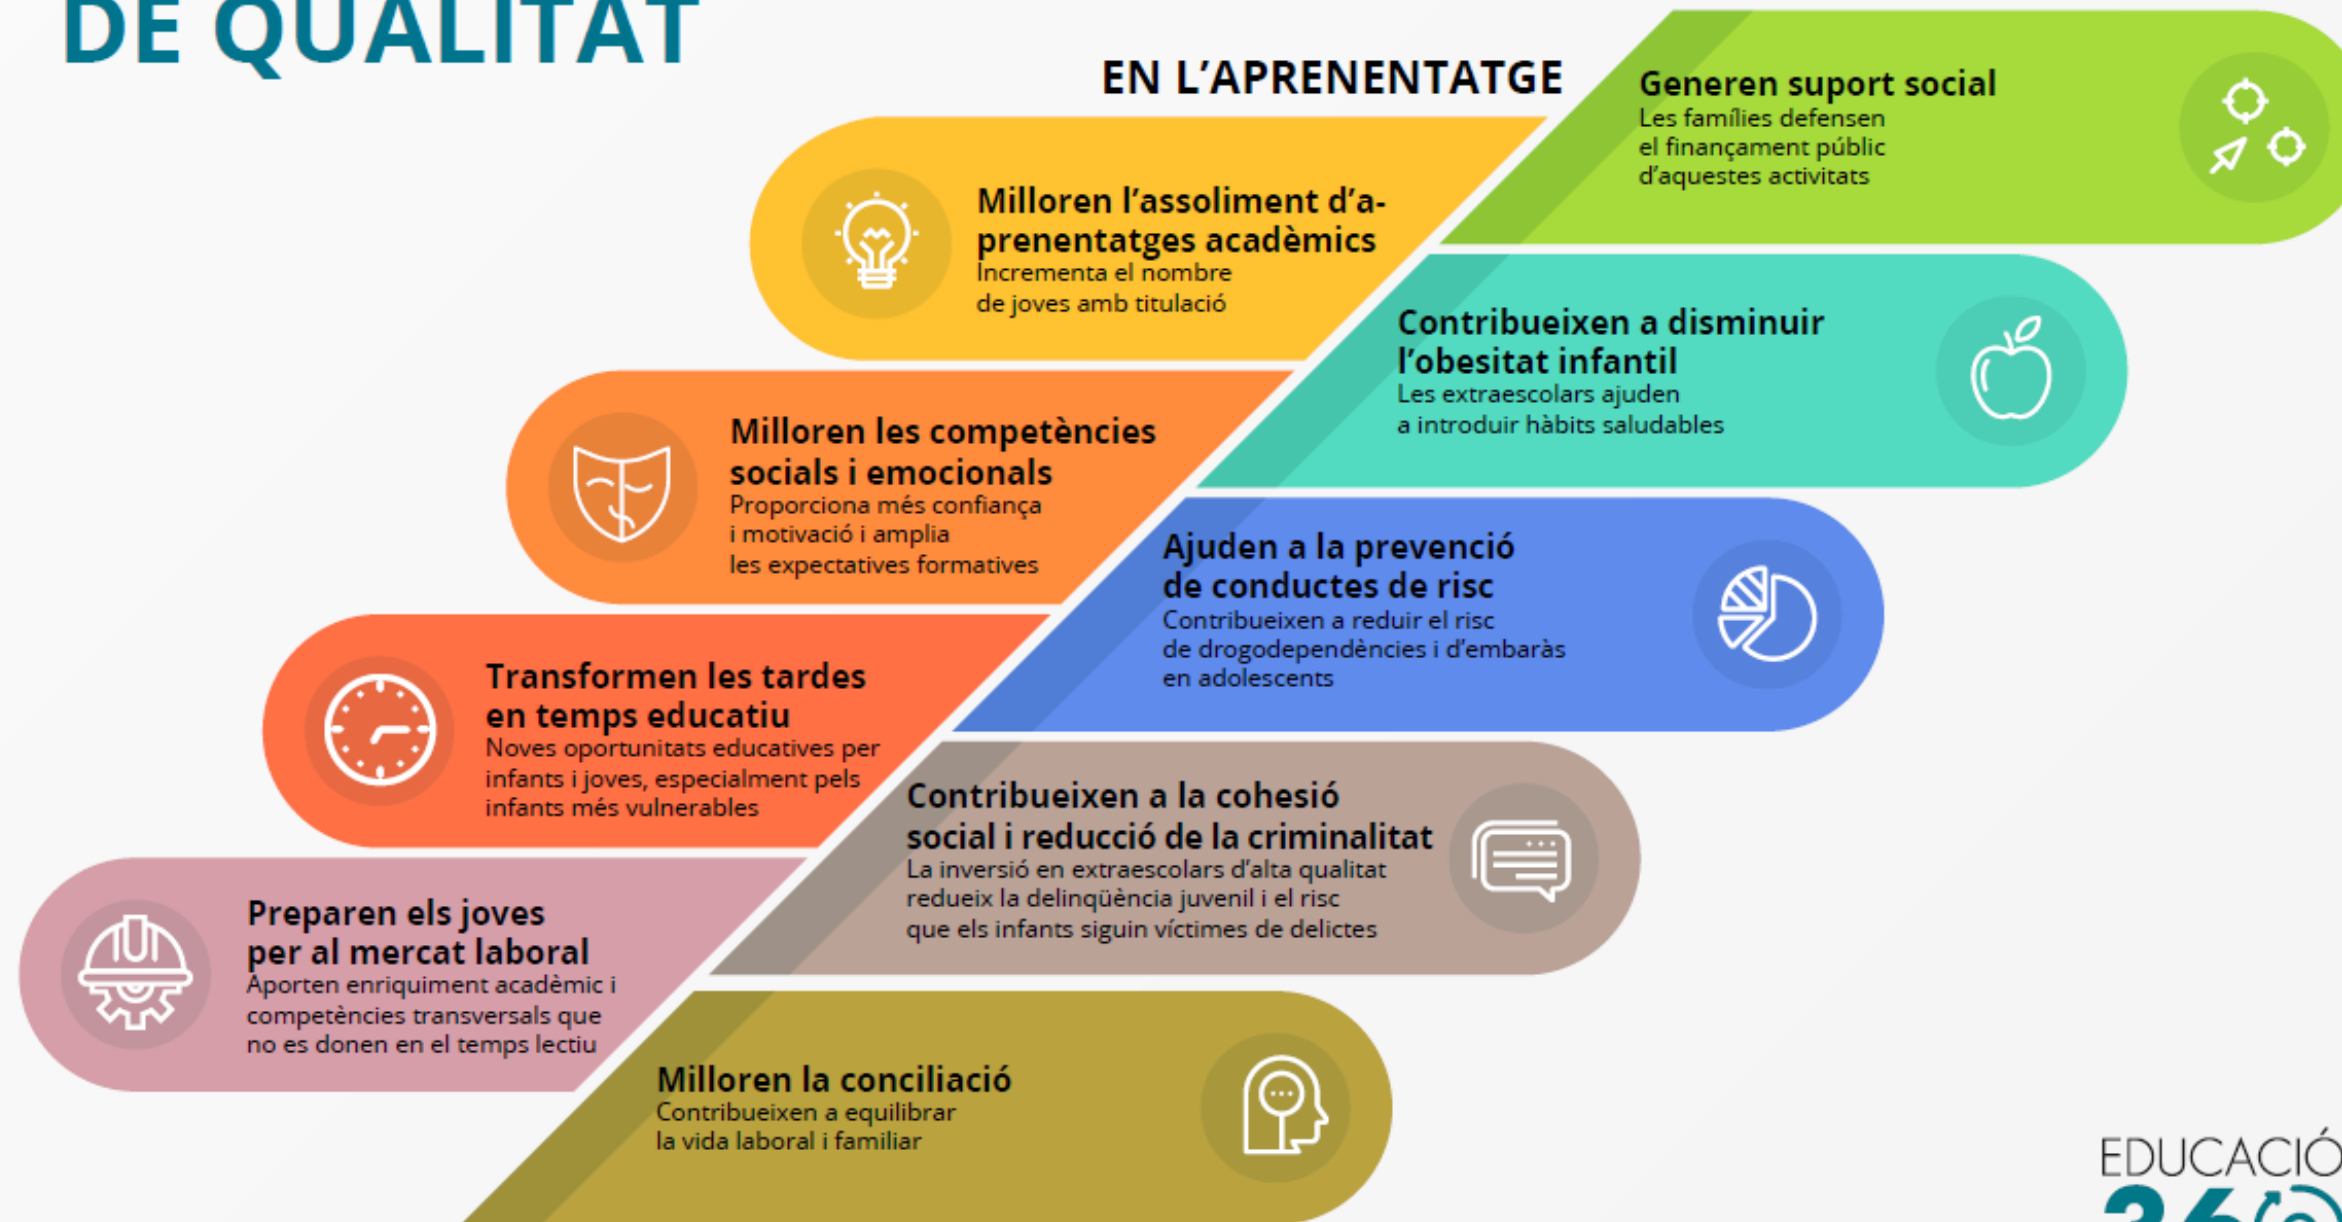 DE QUALITAT
EN L'APRENENTATGE
Milloren l'assoliment d'a-
prenentatges acadèmics
Incrementa el nombre
de joves amb titulació
Milloren les competències
socials i emocionals
Proporciona més confiança
i motivació i amplia
les expectatives formatives
Transformen les tardes
en temps educatiu
Noves oportunitats educatives per
infants i joves, especialment pels
infants més vulnerables
Preparen els joves
per al mercat laboral
Aporten enriquiment acadèmic i
competències transversals que
no es donen en el temps lectiu
Generen suport social
Les famílies defensen
el finançament públic
d'aquestes activitats
Contribueixen a disminuir
l'obesitat infantil
Les extraescolars ajuden
a introduir hàbits saludables
Ajuden a la prevenció
de conductes de risc
Contribueixen a reduir el risc
de drogodependències i d'embaràs
en adolescents
Contribueixen a la cohesió
social i reducció de la criminalitat
La inversió en extraescolars d'alta qualitat
redueix la delinqüència juvenil i el risc
que els infants siguin víctimes de delictes
Milloren la conciliació
Contribueixen a equilibrar
la vida laboral i familiar
EDUCACIÓ
360